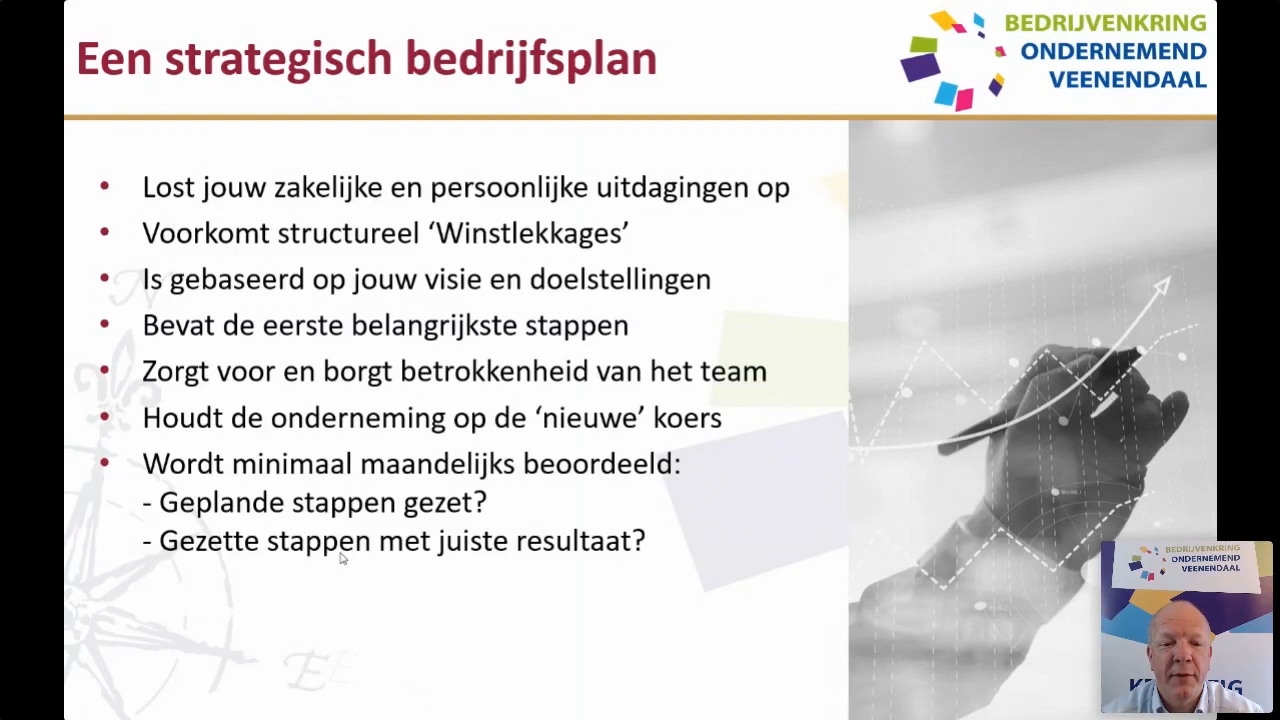 Een strategisch bedrijfsplan
BEDRIJVENKRING
ONDERNEMEND
VEENENDAAL
• Lost jouw zakelijke en persoonlijke uitdagingen op
• Voorkomt structureel ‘Winstlekkages’
• Is gebaseerd op jouw visie en doelstellingen
• Bevat de eerste belangrijkste stappen
• Zorgt voor en borgt betrokkenheid van het team
• Houdt de onderneming op de ‘nieuwe’ koers
• Wordt minimaal maandelijks beoordeeld:
- Geplande stappen gezet?
- Gezette stappen met juiste resultaat?
N
E
BEDRIJVENKRING
ONDERNEMEND
VEENENDAAL